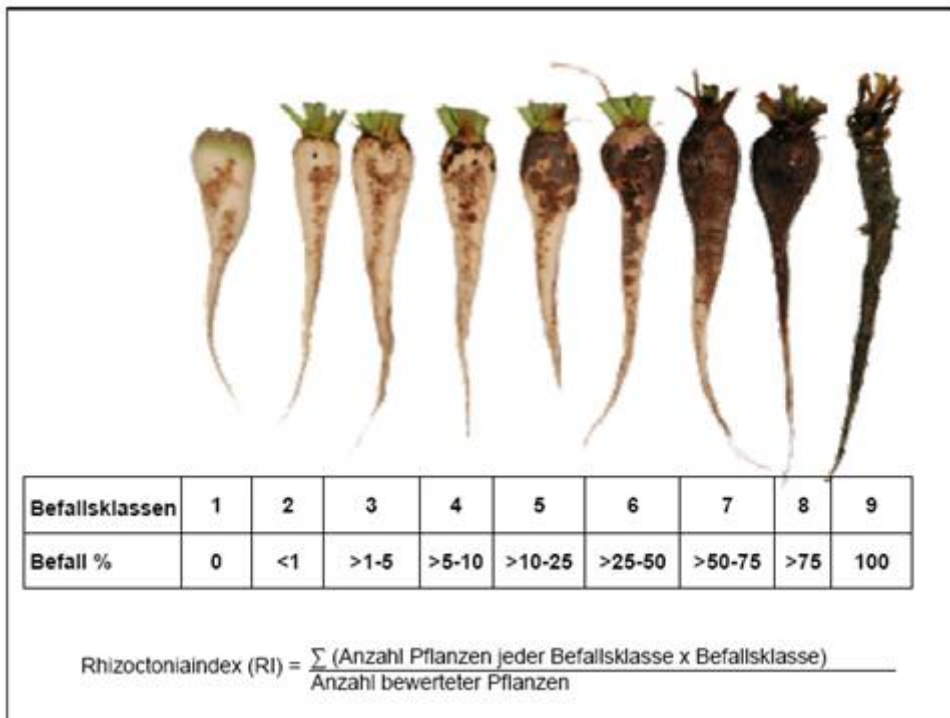 Befallsklassen 1 2 3 4 5 6 7 8 9
Befall % 0 <1 >1-5 >5-10 >10-25 >25-50 >50-75 >75 100
Rhizoctoniaindex (RI) = ∑ (Anzahl Pflanzen jeder Befallsklasse x Befallsklasse)
Anzahl bewerteter Pflanzen